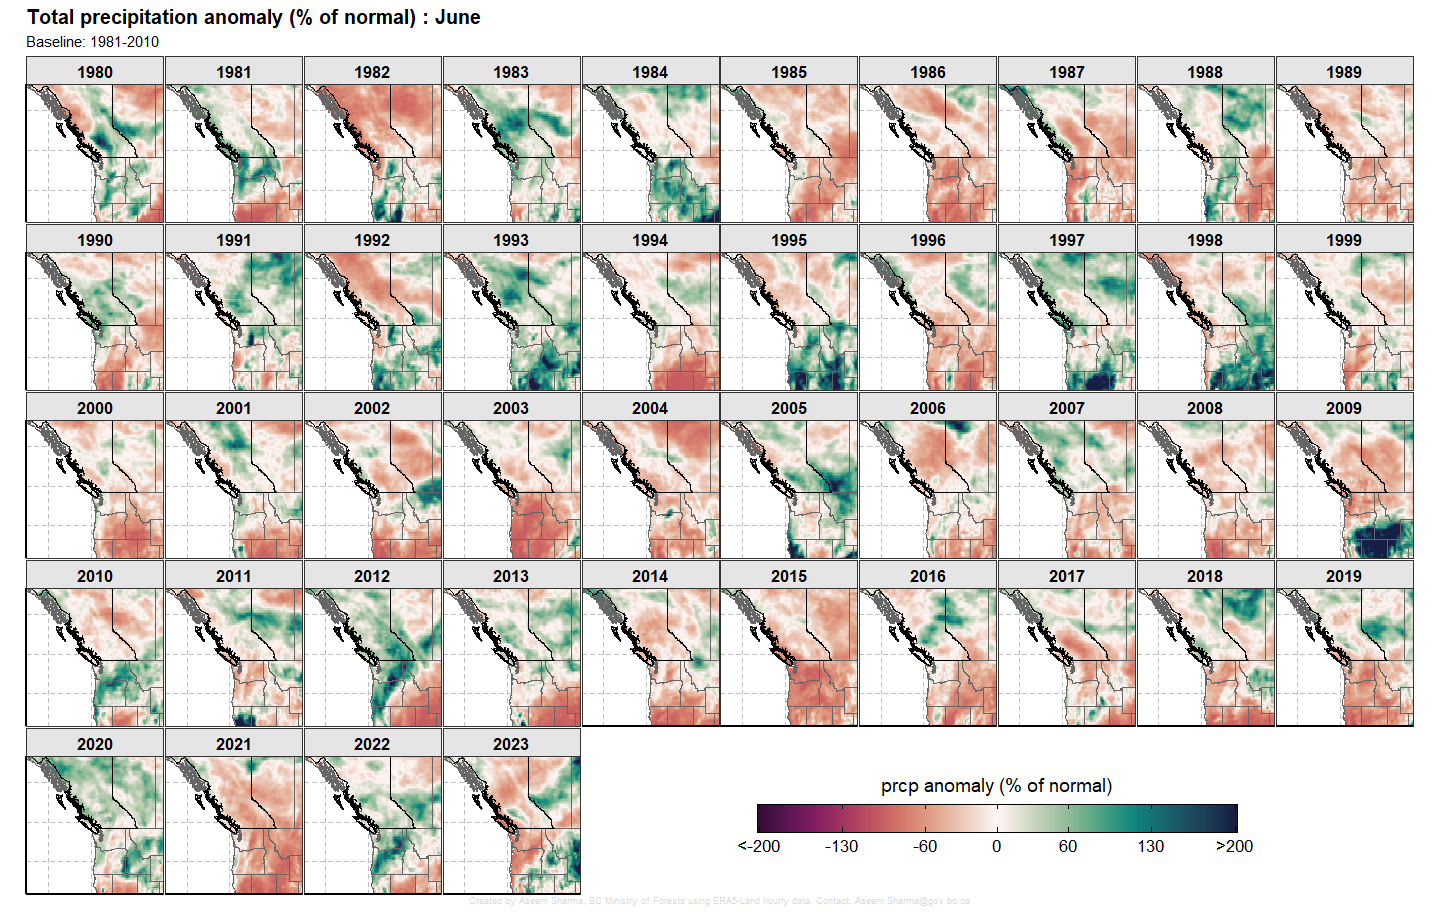 Total precipitation anomaly (% of normal) : June
Baseline: 1981-2010
1980 1981 1982 1983 1984 1985 1986 1987 1988 1989
1990 1991 1992 1993 1994 1995 1996 1997 1998 1999
2000 2001 2002 2003 2004 2005 2006 2007 2008 2009
2010 2011 2012 2013 2014 2015 2016 2017 2018 2019
2020 2021 2022 2023
prcp anomaly (% of normal)
<-200 -130 -60 0 60 130 >200
Created by Aseem Sharma, BC Ministry of Forests using ERA5-Land hourly data. Contact: Aseem.Sharma@gov.bc.ca